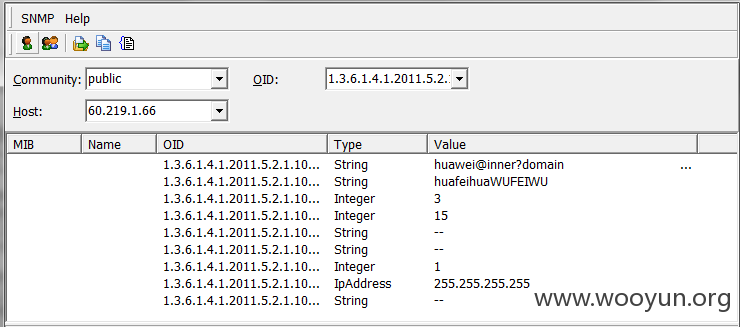 SNMP Help
Community: public OID: 1.3.6.1.4.1.2011.5.2.
Host: 60.219.1.66
MIB Name OID Type Value
1.3.6.1.4.1.2011.5.2.1.10... String huawei@inner?domain ...
1.3.6.1.4.1.2011.5.2.1.10... String huafeihuaWUFEIWU
1.3.6.1.4.1.2011.5.2.1.10... Integer 3
1.3.6.1.4.1.2011.5.2.1.10... Integer 15
1.3.6.1.4.1.2011.5.2.1.10... String --
1.3.6.1.4.1.2011.5.2.1.10... String --
1.3.6.1.4.1.2011.5.2.1.10... Integer 1
1.3.6.1.4.1.2011.5.2.1.10... IpAddress 255.255.255.255
1.3.6.1.4.1.2011.5.2.1.10... String --
www.wooyun.org